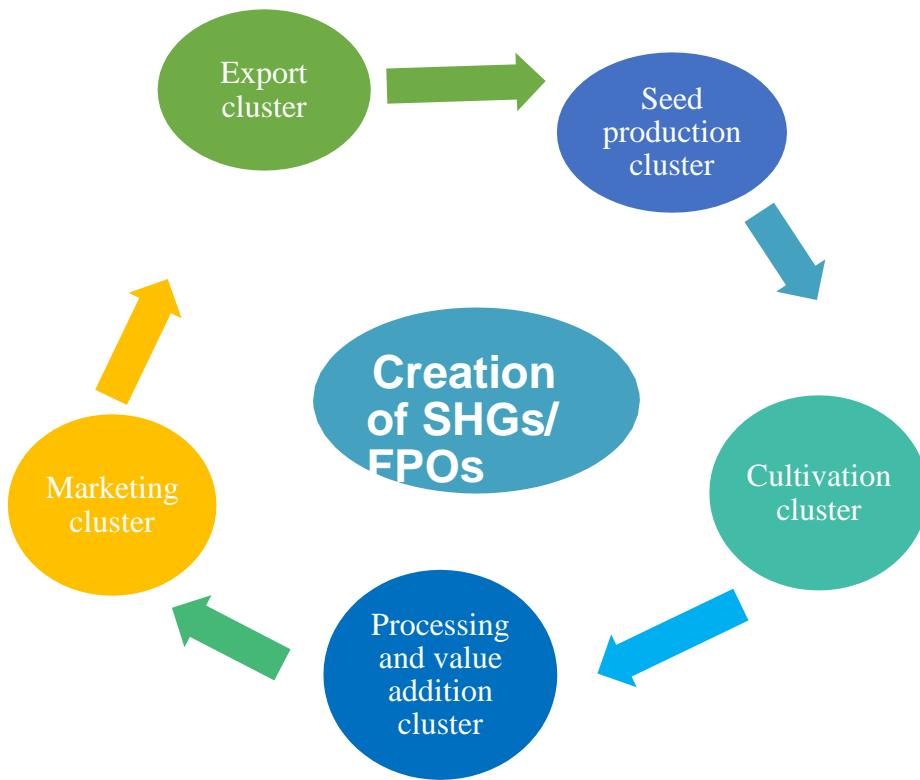 Export
cluster
Seed
production
cluster
Creation
of SHGs/
FPOs
Cultivation
cluster
Marketing
cluster
Processing
and value
addition
cluster